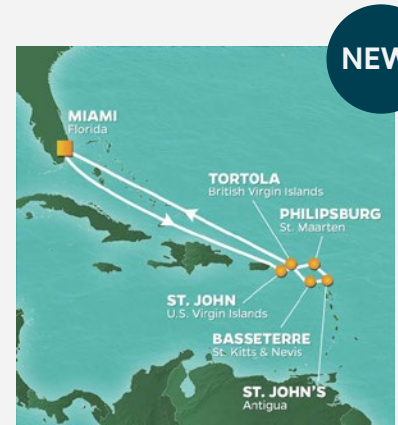 NEW
MIAMI
Florida
TORTOLA
British Virgin Islands
PHILIPSBURG
St. Maarten
ST. JOHN
U.S. Virgin Islands
BASSETERRE
St. Kitts & Nevis
ST. JOHN'S
Antigua